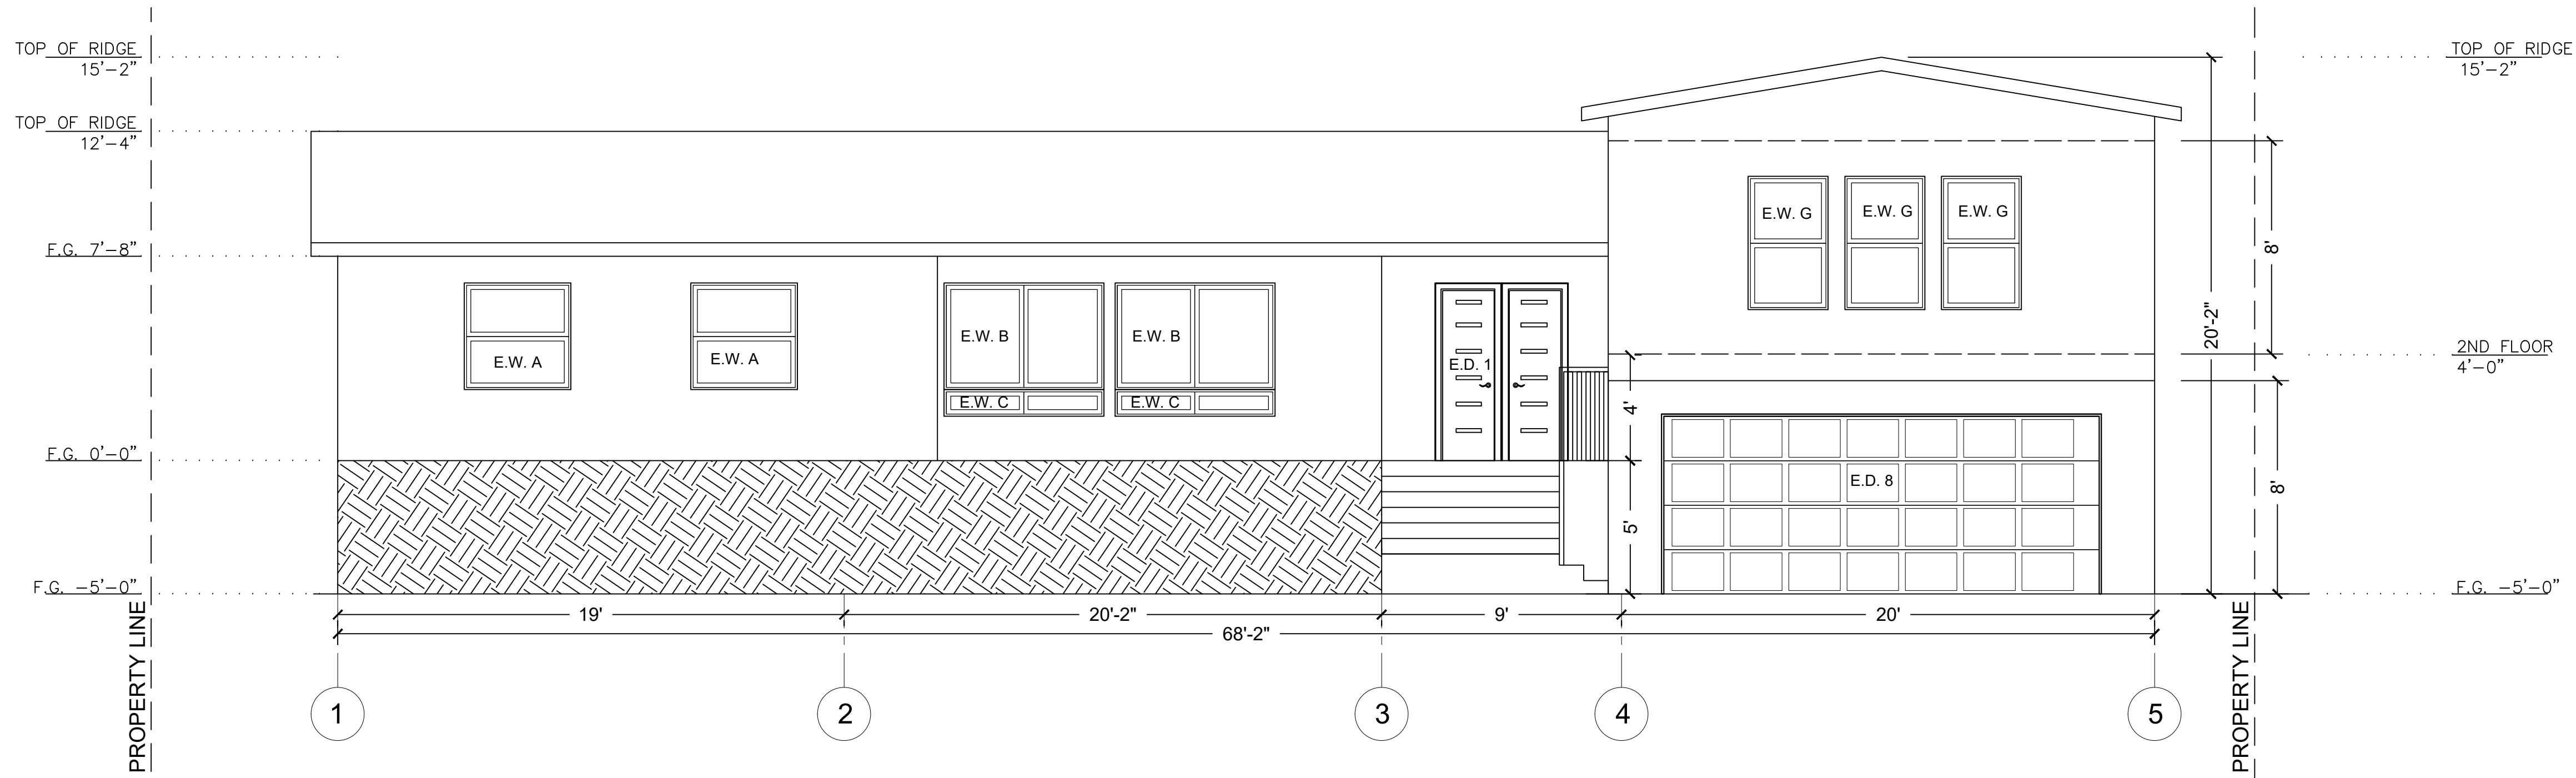 TOP OF RIDGE
15'-2"
TOP OF RIDGE
12'-4"
F.G. 7'-8"
F.G. 0'-0"
F.G. -5'-0"
PROPERTY LINE
E.W. A
E.W. A
E.W. B
E.W. B
E.W. C
E.W. C
E.D. 1
E.W. G
E.W. G
E.W. G
E.D. 8
4'
5'
20'-2"
8'
8'
TOP OF RIDGE
15'-2"
2ND FLOOR
4'-0"
F.G. -5'-0"
PROPERTY LINE
19'
20'-2"
9'
20'
68'-2"
1
2
3
4
5